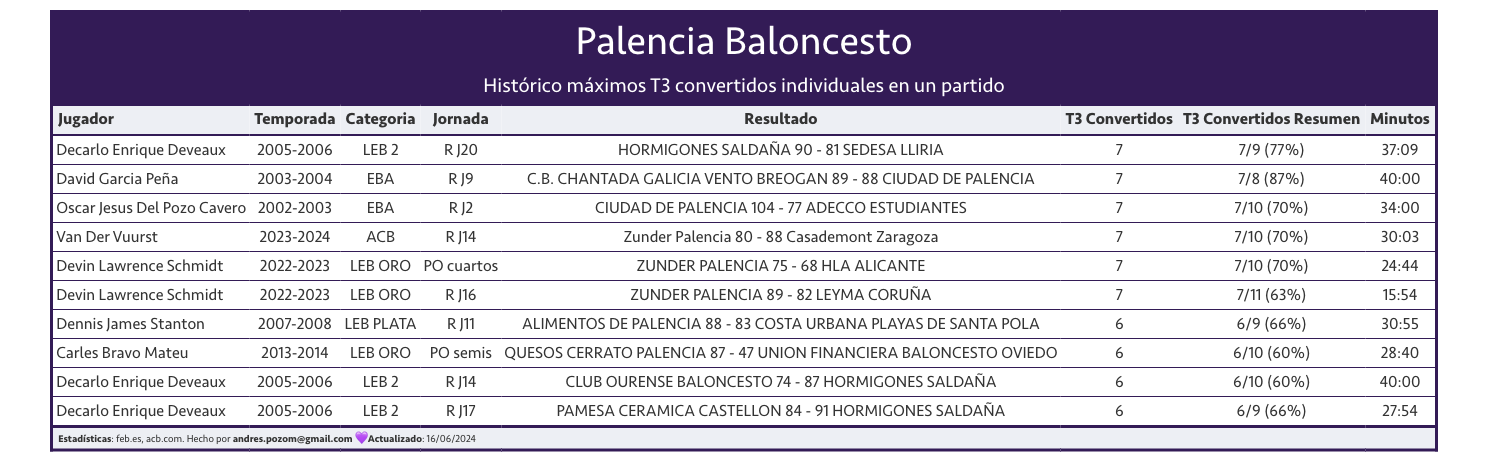 Palencia Baloncesto
Histórico máximos T3 convertidos individuales en un partido
Jugador Temporada Categoria Jornada Resultado T3 Convertidos T3 Convertidos Resumen Minutos
Decarlo Enrique Deveaux 2005-2006 LEB 2 R J20 HORMIGONES SALDAÑA 90 - 81 SEDESA LLIRIA 7 7/9 (77%) 37:09
David Garcia Peña 2003-2004 EBA R J9 C.B. CHANTADA GALICIA VENTO BREOGAN 89 - 88 CIUDAD DE PALENCIA 7 7/8 (87%) 40:00
Oscar Jesus Del Pozo Cavero 2002-2003 EBA R J2 CIUDAD DE PALENCIA 104 - 77 ADECCO ESTUDIANTES 7 7/10 (70%) 34:00
Van Der Vuurst 2023-2024 ACB R J14 Zunder Palencia 80 - 88 Casademont Zaragoza 7 7/10 (70%) 30:03
Devin Lawrence Schmidt 2022-2023 LEB ORO PO cuartos ZUNDER PALENCIA 75 - 68 HLA ALICANTE 7 7/10 (70%) 24:44
Devin Lawrence Schmidt 2022-2023 LEB ORO R J16 ZUNDER PALENCIA 89 - 82 LEYMA CORUÑA 7 7/11 (63%) 15:54
Dennis James Stanton 2007-2008 LEB PLATA R J11 ALIMENTOS DE PALENCIA 88 - 83 COSTA URBANA PLAYAS DE SANTA POLA 6 6/9 (66%) 30:55
Carles Bravo Mateu 2013-2014 LEB ORO PO semis QUESOS CERRATO PALENCIA 87 - 47 UNION FINANCIERA BALONCESTO OVIEDO 6 6/10 (60%) 28:40
Decarlo Enrique Deveaux 2005-2006 LEB 2 R J14 CLUB OURENSE BALONCESTO 74 - 87 HORMIGONES SALDAÑA 6 6/10 (60%) 40:00
Decarlo Enrique Deveaux 2005-2006 LEB 2 R J17 PAMESA CERAMICA CASTELLON 84 - 91 HORMIGONES SALDAÑA 6 6/9 (66%) 27:54
Estadísticas: feb.es, acb.com. Hecho por andres.pozom@gmail.com 💜Actualizado: 16/06/2024